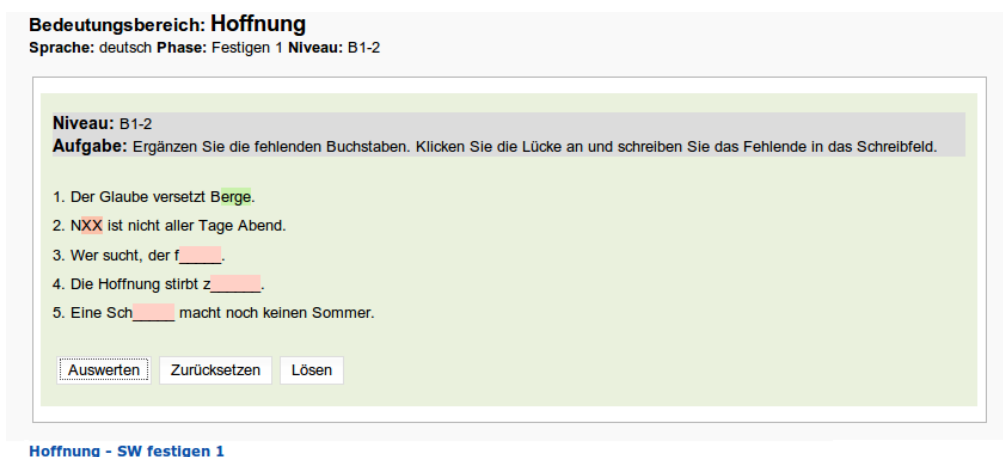 Bedeutungsbereich: Hoffnung
Sprache: deutsch Phase: Festigen 1 Niveau: B1-2
Niveau: B1-2
Aufgabe: Ergänzen Sie die fehlenden Buchstaben. Klicken Sie die Lücke an und schreiben Sie das Fehlende in das Schreibfeld.
1. Der Glaube versetzt Berge.
2. NXX ist nicht aller Tage Abend.
3. Wer sucht, der f_____.
4. Die Hoffnung stirbt z______.
5. Eine Sch_____ macht noch keinen Sommer.
Auswerten Zurücksetzen Lösen
Hoffnung - SW festigen 1